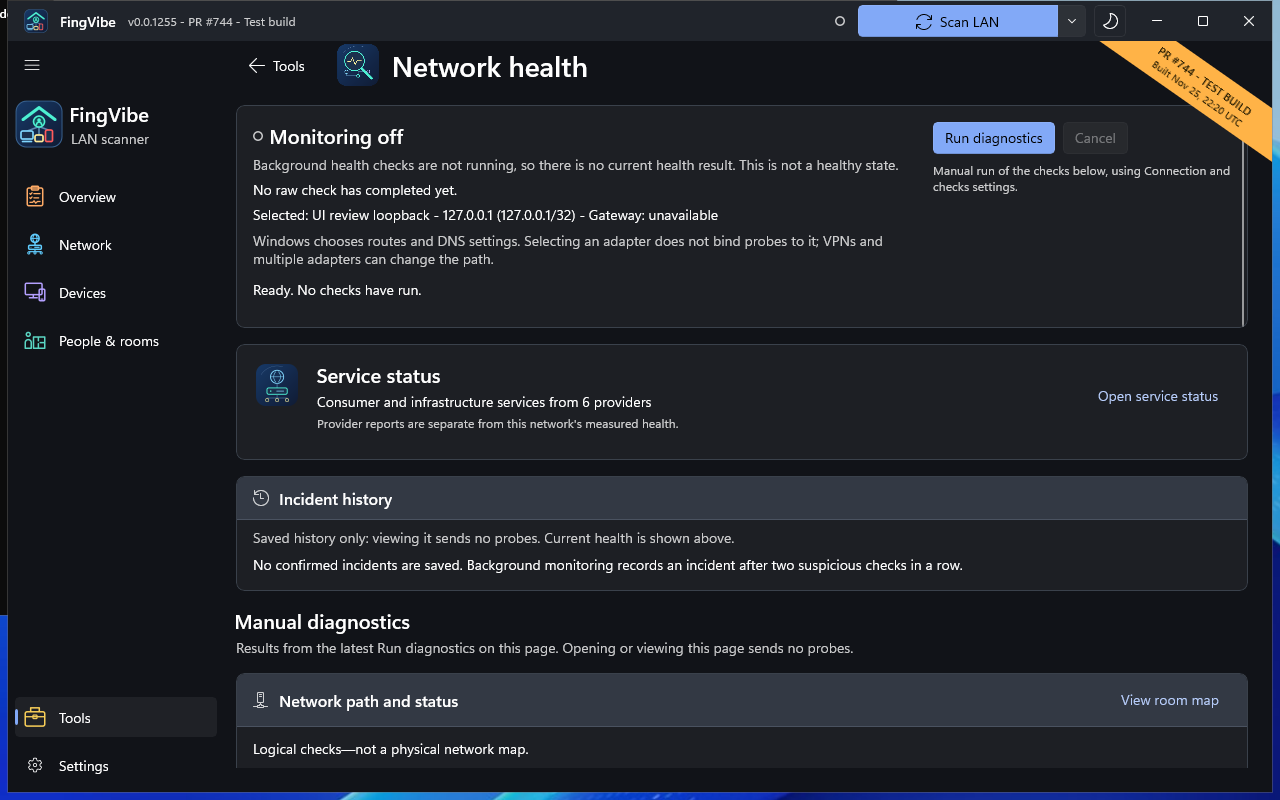 FingVibe v0.0.1255 - PR #744 - Test build
Scan LAN
PR #744 - TEST BUILD
Built Nov 25, 22:20 UTC
Tools
Network health
FingVibe
LAN scanner
Overview
Network
Devices
People & rooms
Tools
Settings
Monitoring off
Background health checks are not running, so there is no current health result. This is not a healthy state.
No raw check has completed yet.
Selected: UI review loopback - 127.0.0.1 (127.0.0.1/32) - Gateway: unavailable
Windows chooses routes and DNS settings. Selecting an adapter does not bind probes to it; VPNs and
multiple adapters can change the path.
Ready. No checks have run.
Run diagnostics
Cancel
Manual run of the checks below, using Connection and
checks settings.
Service status
Consumer and infrastructure services from 6 providers
Provider reports are separate from this network's measured health.
Open service status
Incident history
Saved history only: viewing it sends no probes. Current health is shown above.
No confirmed incidents are saved. Background monitoring records an incident after two suspicious checks in a row.
Manual diagnostics
Results from the latest Run diagnostics on this page. Opening or viewing this page sends no probes.
Network path and status
View room map
Logical checks—not a physical network map.